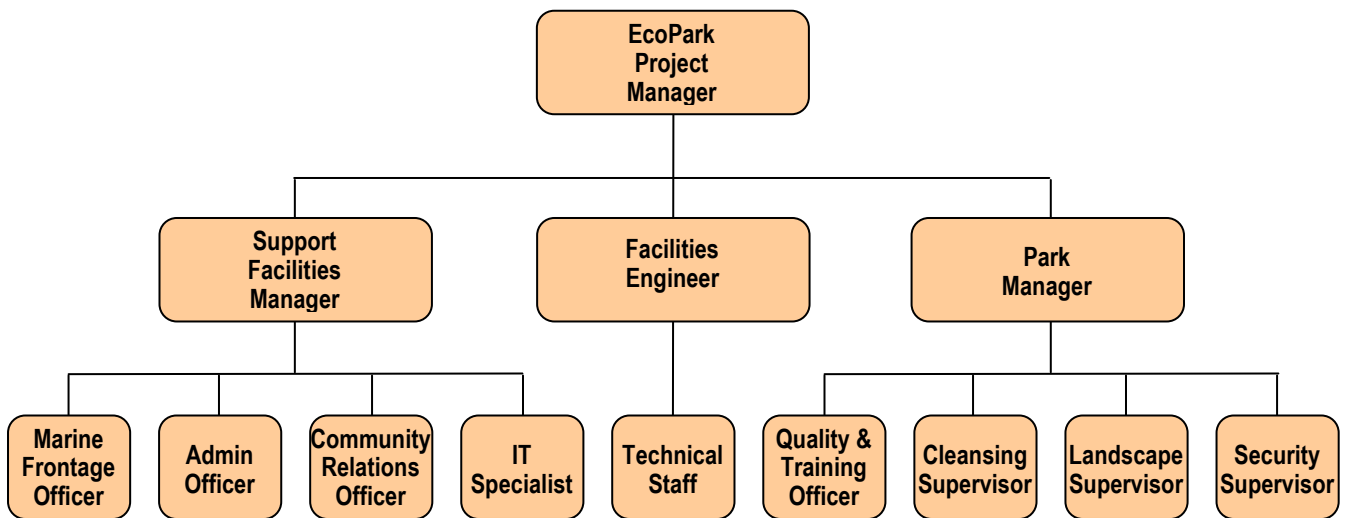 EcoPark
Project
Manager
Support
Facilities
Manager
Facilities
Engineer
Park
Manager
Marine
Frontage
Officer
Admin
Officer
Community
Relations
Officer
IT
Specialist
Technical
Staff
Quality &
Training
Officer
Cleansing
Supervisor
Landscape
Supervisor
Security
Supervisor